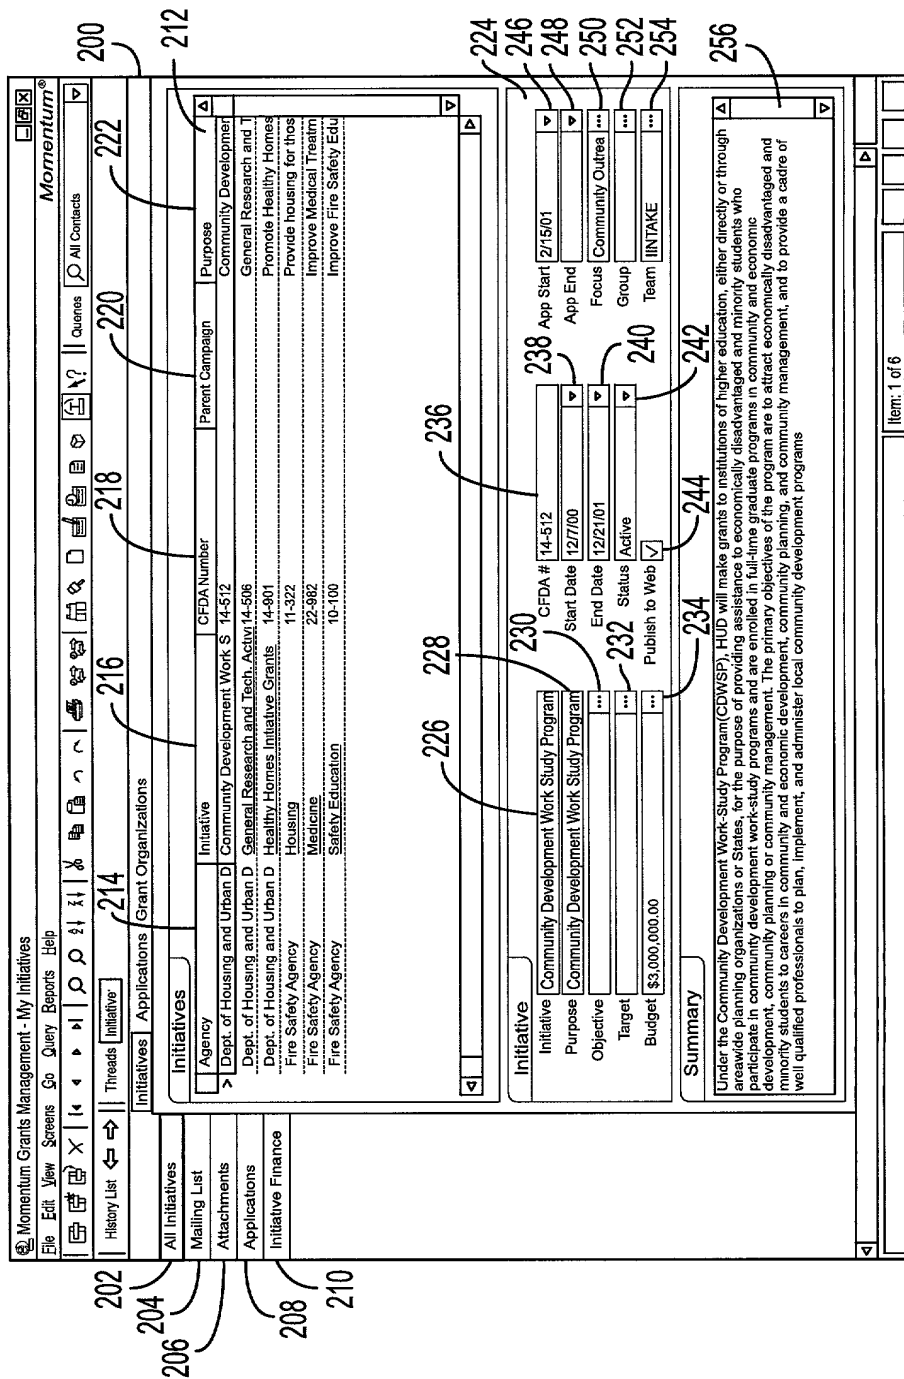 Momentum Grants Management - My Initiatives
File Edit View Screens Go Query Reports Help
Momentum®
Queries All Contacts
History List Threads Initiative
Initiatives Applications Grant Organizations
All Initiatives
Mailing List
Attachments
Applications
Initiative Finance
Initiatives
Agency Initiative CFDA Number Parent Campaign Purpose
> Dept. of Housing and Urban D Community Development Work S 14-512 Community Developmen
Dept. of Housing and Urban D General Research and Tech. Activi 14-506 General Research and T
Dept. of Housing and Urban D Healthy Homes Initiative Grants 14-901 Promote Healthy Homes
Fire Safety Agency Housing 11-322 Provide housing for thos
Fire Safety Agency Medicine 22-982 Improve Medical Treatm
Fire Safety Agency Safety Education 10-100 Improve Fire Safety Edu
Initiative
Initiative Community Development Work Study Program CFDA # 14-512 App Start 2/15/01
Purpose Community Development Work Study Program Start Date 12/7/00 App End
Objective ... End Date 12/21/01 Focus Community Outrea ...
Target ... Status Active Group ...
Budget $3,000,000.00 ... Publish to Web ✓ Team IINTAKE ...
Summary
Under the Community Development Work-Study Program(CDWSP), HUD will make grants to institutions of higher education, either directly or through
areawide planning organizations or States, for the purpose of providing assistance to economically disadvantaged and minority students who
participate in community development work-study programs and are enrolled in full-time graduate programs in community and economic
development, community planning or community management. The primary objectives of the program are to attract economically disadvantaged and
minority students to careers in community and economic development, community planning, and community management, and to provide a cadre of
well qualified professionals to plan, implement, and administer local community development programs
Item: 1 of 6
200
202
204
206
208
210
212
214
216
218
220
222
224
226
228
230
232
234
236
238
240
242
244
246
248
250
252
254
256